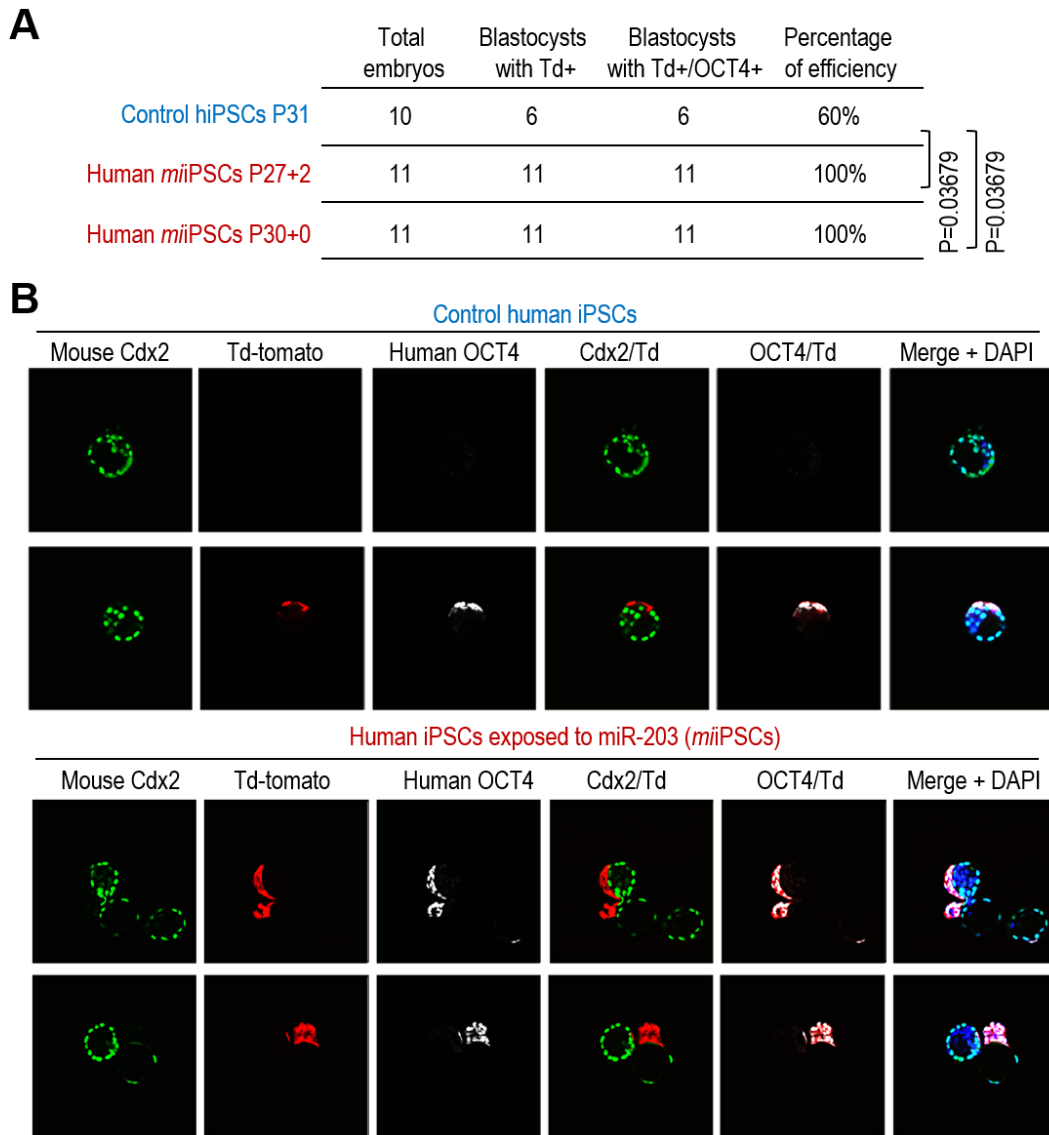 A
Total embryos Blastocysts with Td+ Blastocysts with Td+/OCT4+ Percentage of efficiency
Control hiPSCs P31 10 6 6 60%
Human miiPSCs P27+2 11 11 11 100%
Human miiPSCs P30+0 11 11 11 100%
P=0.03679
P=0.03679
B
Control human iPSCs
Mouse Cdx2 Td-tomato Human OCT4 Cdx2/Td OCT4/Td Merge + DAPI
Human iPSCs exposed to miR-203 (miiPSCs)
Mouse Cdx2 Td-tomato Human OCT4 Cdx2/Td OCT4/Td Merge + DAPI